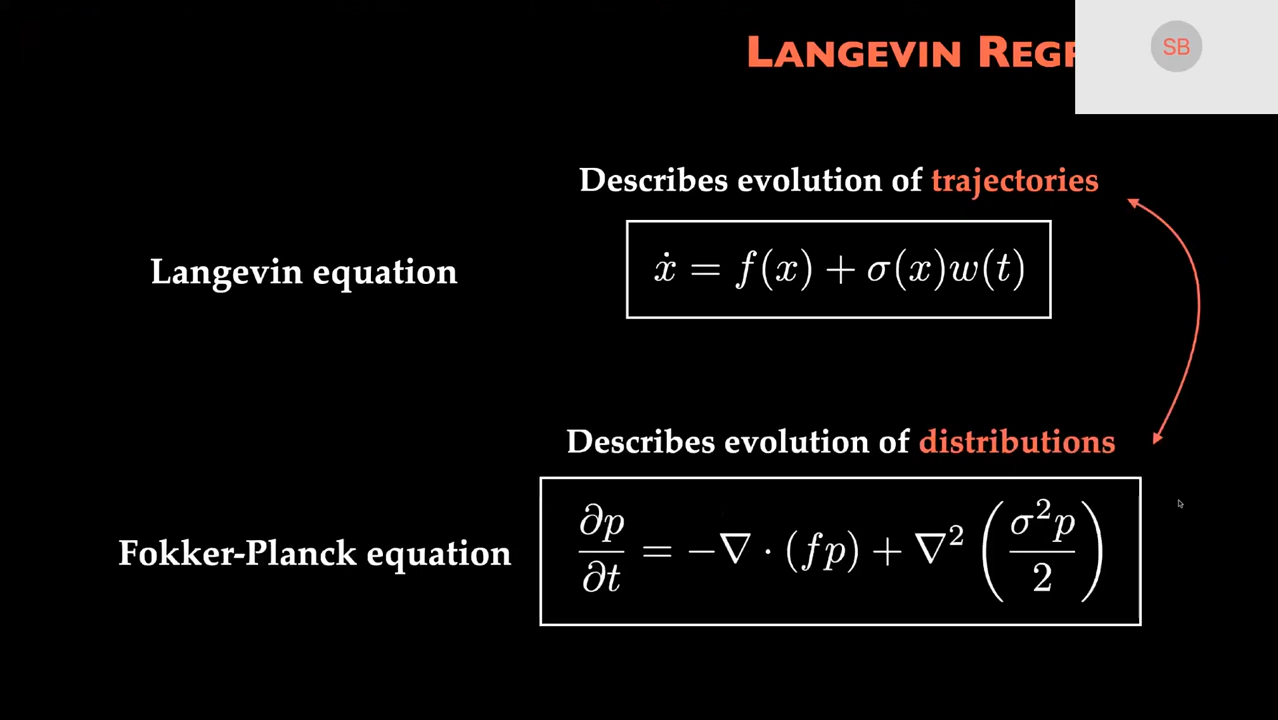 LANGEVIN
SB
Describes evolution of trajectories
Langevin equation
ẋ = f(x) + σ(x)w(t)
Describes evolution of distributions
Fokker-Planck equation
∂p/∂t = −∇ · (fp) + ∇² (σ²p/2)